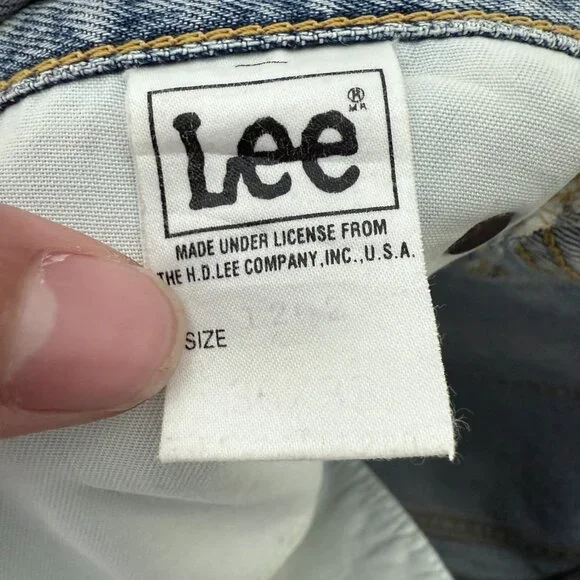 Lee
® MR
MADE UNDER LICENSE FROM
THE H.D.LEE COMPANY,INC.,U.S.A.
SIZE